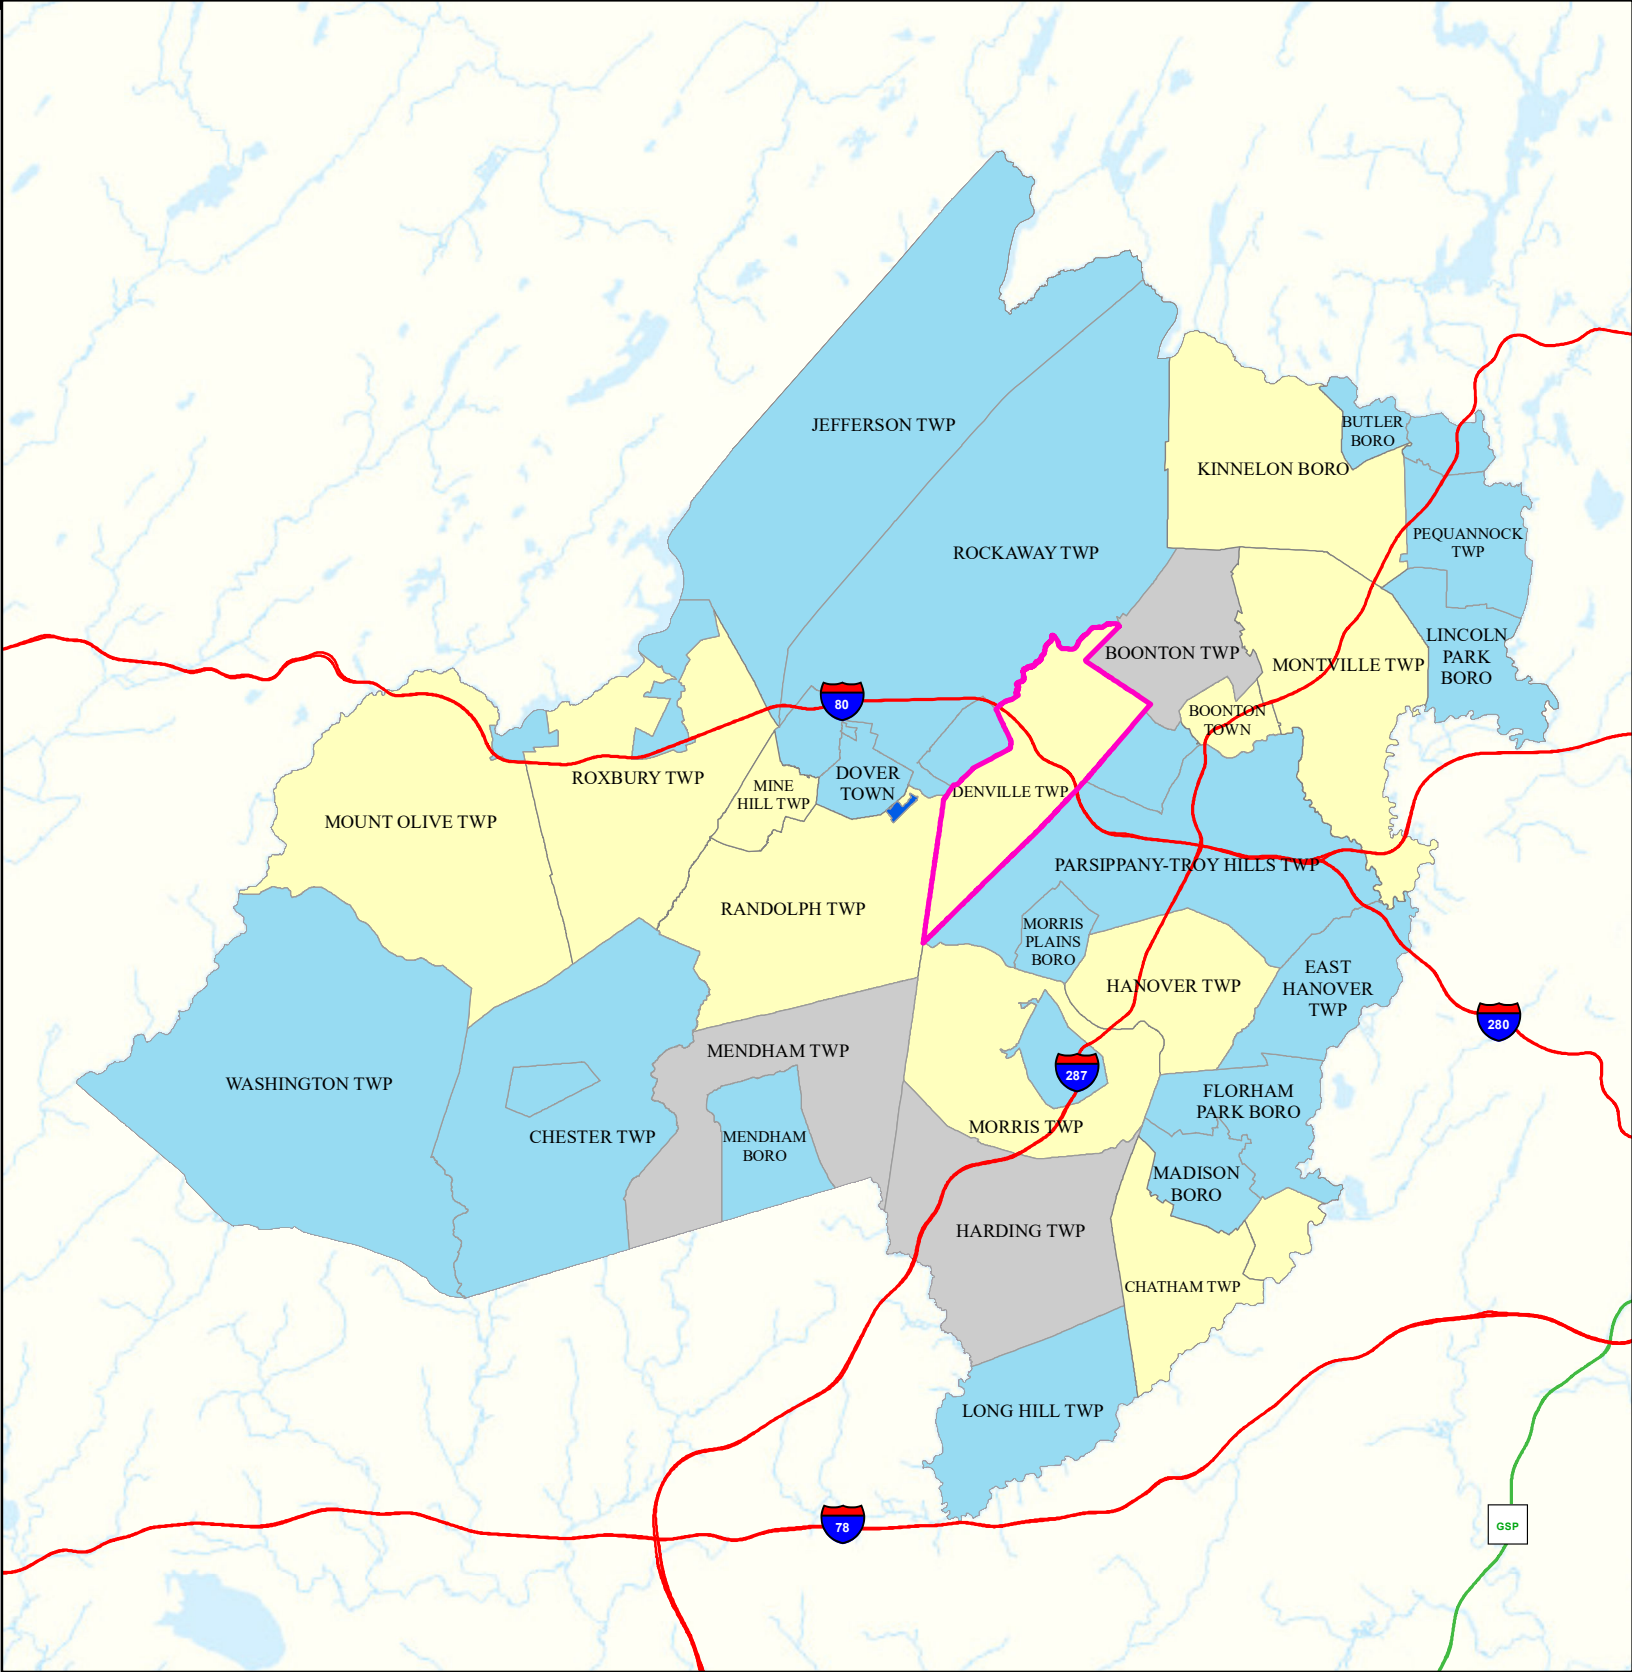 JEFFERSON TWP
BUTLER
BORO
KINNELON BORO
PEQUANNOCK
TWP
ROCKAWAY TWP
LINCOLN
PARK
BORO
BOONTON TWP
MONTVILLE TWP
80
BOONTON
TOWN
ROXBURY TWP
DOVER
TOWN
MINE
HILL TWP
DENVILLE TWP
MOUNT OLIVE TWP
PARSIPPANY-TROY HILLS TWP
RANDOLPH TWP
MORRIS
PLAINS
BORO
EAST
HANOVER
TWP
HANOVER TWP
280
MENDHAM TWP
287
WASHINGTON TWP
FLORHAM
PARK BORO
MORRIS TWP
CHESTER TWP
MENDHAM
BORO
MADISON
BORO
HARDING TWP
CHATHAM TWP
LONG HILL TWP
78
GSP